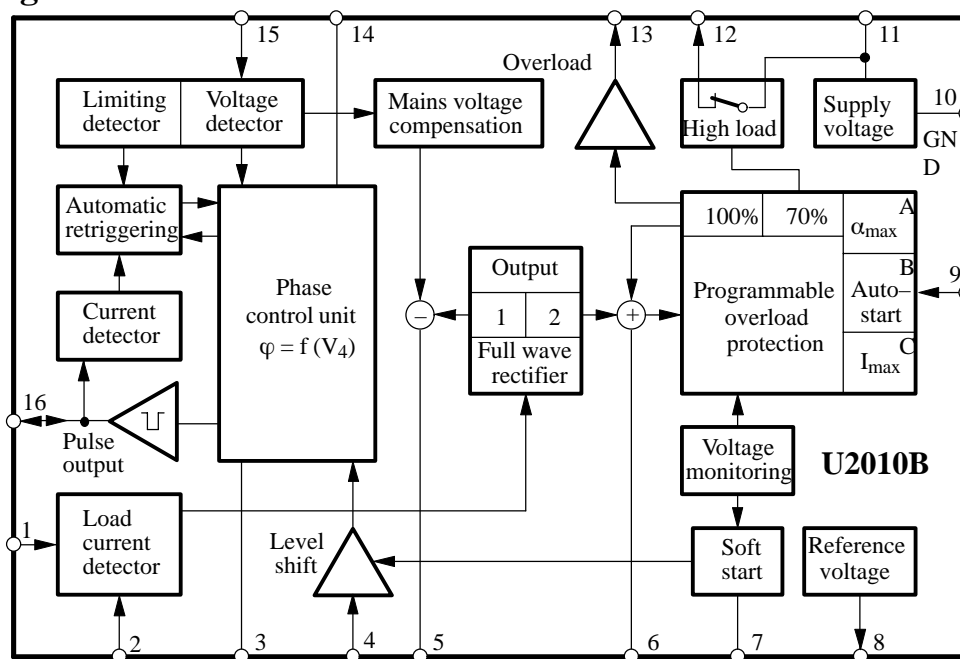 15
14
13
12
11
Overload
Limiting
detector
Voltage
detector
Mains voltage
compensation
High load
Supply
voltage
10
GN
D
Automatic
retriggering
100%
70%
A
αmax
Phase
control unit
φ = f (V4)
Output
1
2
Full wave
rectifier
–
+
Programmable
overload
protection
B
Auto–
start
9
C
Imax
Current
detector
16
Pulse
output
Voltage
monitoring
U2010B
1
Load
current
detector
Level
shift
Soft
start
Reference
voltage
2
3
4
5
6
7
8